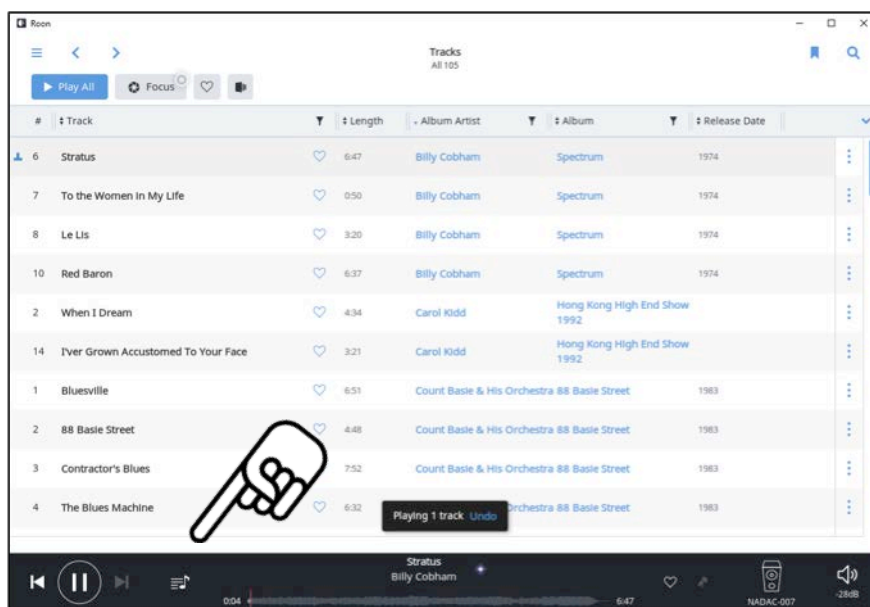 Roon
Tracks
All 105
Play All Focus
# Track Length Album Artist Album Release Date
6 Stratus 6:47 Billy Cobham Spectrum 1974
7 To the Women In My Life 0:50 Billy Cobham Spectrum 1974
8 Le Lis 3:20 Billy Cobham Spectrum 1974
10 Red Baron 6:37 Billy Cobham Spectrum 1974
2 When I Dream 4:34 Carol Kidd Hong Kong High End Show
1992
14 I'ver Grown Accustomed To Your Face 3:21 Carol Kidd Hong Kong High End Show
1992
1 Bluesville 6:51 Count Basie & His Orchestra 88 Basie Street 1983
2 88 Basie Street 4:48 Count Basie & His Orchestra 88 Basie Street 1983
3 Contractor's Blues 7:52 Count Basie & His Orchestra 88 Basie Street 1983
4 The Blues Machine 6:32 rchestra 88 Basie Street 1983
Playing 1 track Undo
Stratus
Billy Cobham
0:04 6:47 NADAC-007 -28dB